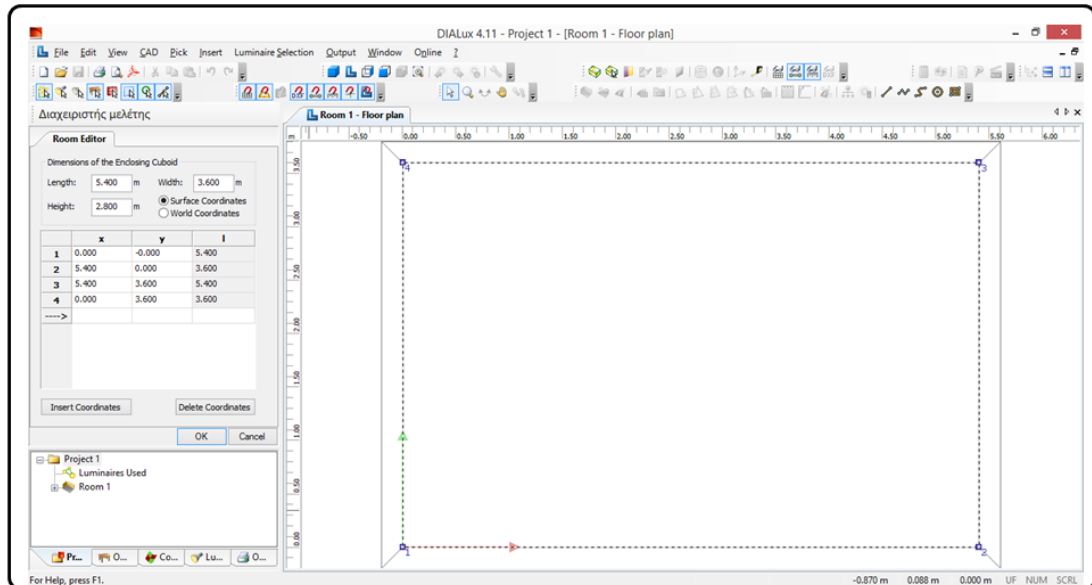 DIALux 4.11 - Project 1 - [Room 1 - Floor plan]
File Edit View CAD Pick Insert Luminaire Selection Output Window Online ?
Διαχειριστής μελέτης
Room 1 - Floor plan
Room Editor
m -0.50 0.00 0.50 1.00 1.50 2.00 2.50 3.00 3.50 4.00 4.50 5.00 5.50 6.00
Dimensions of the Enclosing Cuboid
Length: 5.400 m Width: 3.600 m
Height: 2.800 m Surface Coordinates
World Coordinates
x y l
1 0.000 -0.000 5.400
2 5.400 0.000 3.600
3 5.400 3.600 5.400
4 0.000 3.600 3.600
---->
Insert Coordinates Delete Coordinates
OK Cancel
3.50
3.00
2.50
2.00
1.50
1.00
0.50
0.00
4 3
1 2
Project 1
Luminaires Used
Room 1
Pr... O... Co... Lu... O...
For Help, press F1. -0.870 m 0.088 m 0.000 m UF NUM SCRL